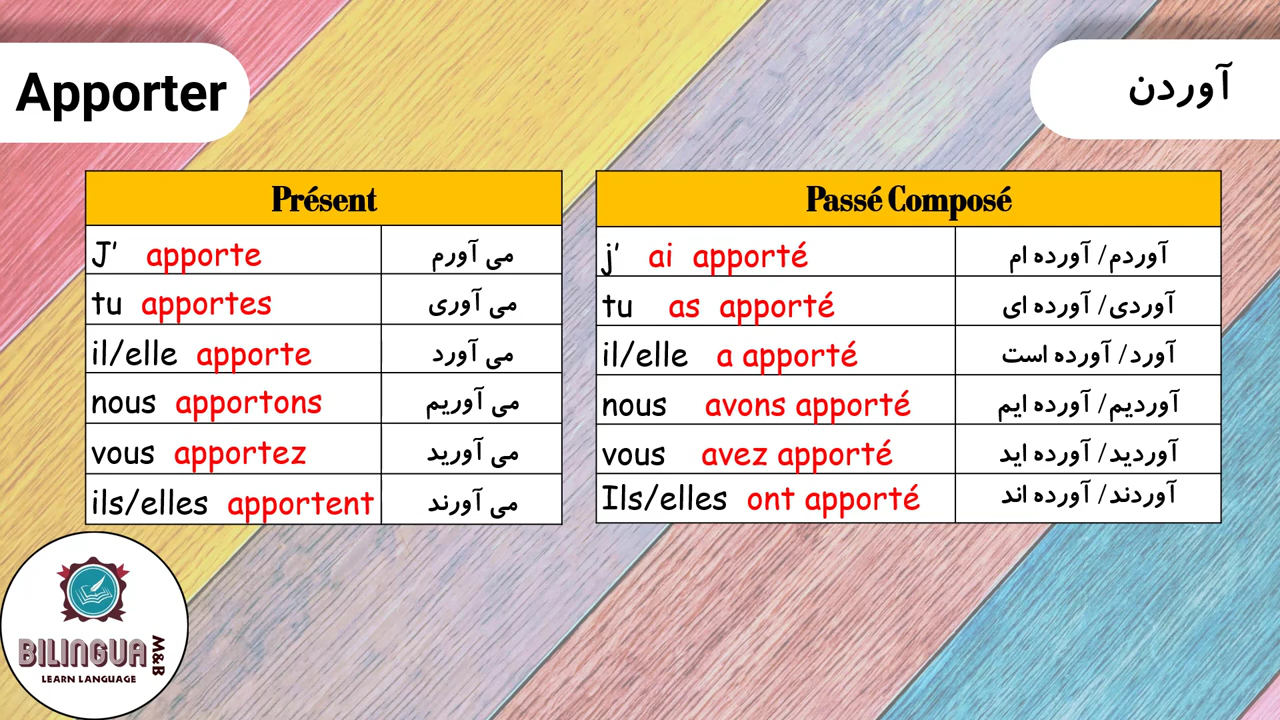 Apporter
آوردن
Présent
J’ apporte می آورم
tu apportes می آوری
il/elle apporte می آورد
nous apportons می آوریم
vous apportez می آورید
ils/elles apportent می آورند
Passé Composé
j’ ai apporté آوردم/ آورده ام
tu as apporté آوردی/ آورده ای
il/elle a apporté آورد/ آورده است
nous avons apporté آوردیم/ آورده ایم
vous avez apporté آوردید/ آورده اید
Ils/elles ont apporté آوردند/ آورده اند
BILINGUA M&B
LEARN LANGUAGE